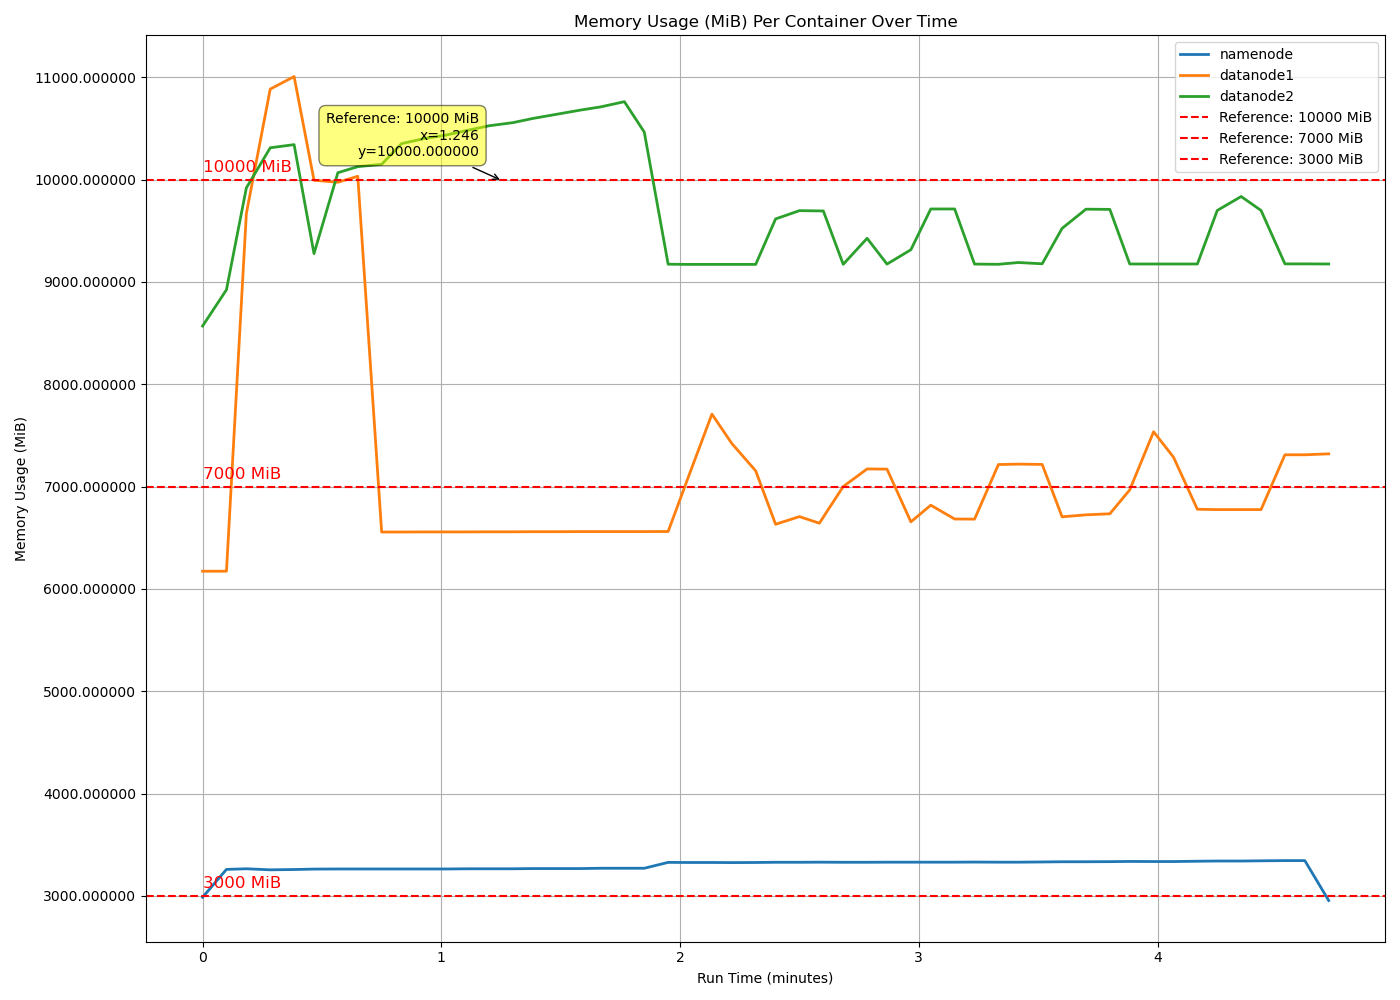 Memory Usage (MiB) Per Container Over Time
namenode
datanode1
datanode2
Reference: 10000 MiB
Reference: 7000 MiB
Reference: 3000 MiB
Reference: 10000 MiB
x=1.246
y=10000.000000
10000 MiB
7000 MiB
3000 MiB
11000.000000
10000.000000
9000.000000
8000.000000
7000.000000
6000.000000
5000.000000
4000.000000
3000.000000
Memory Usage (MiB)
0 1 2 3 4
Run Time (minutes)